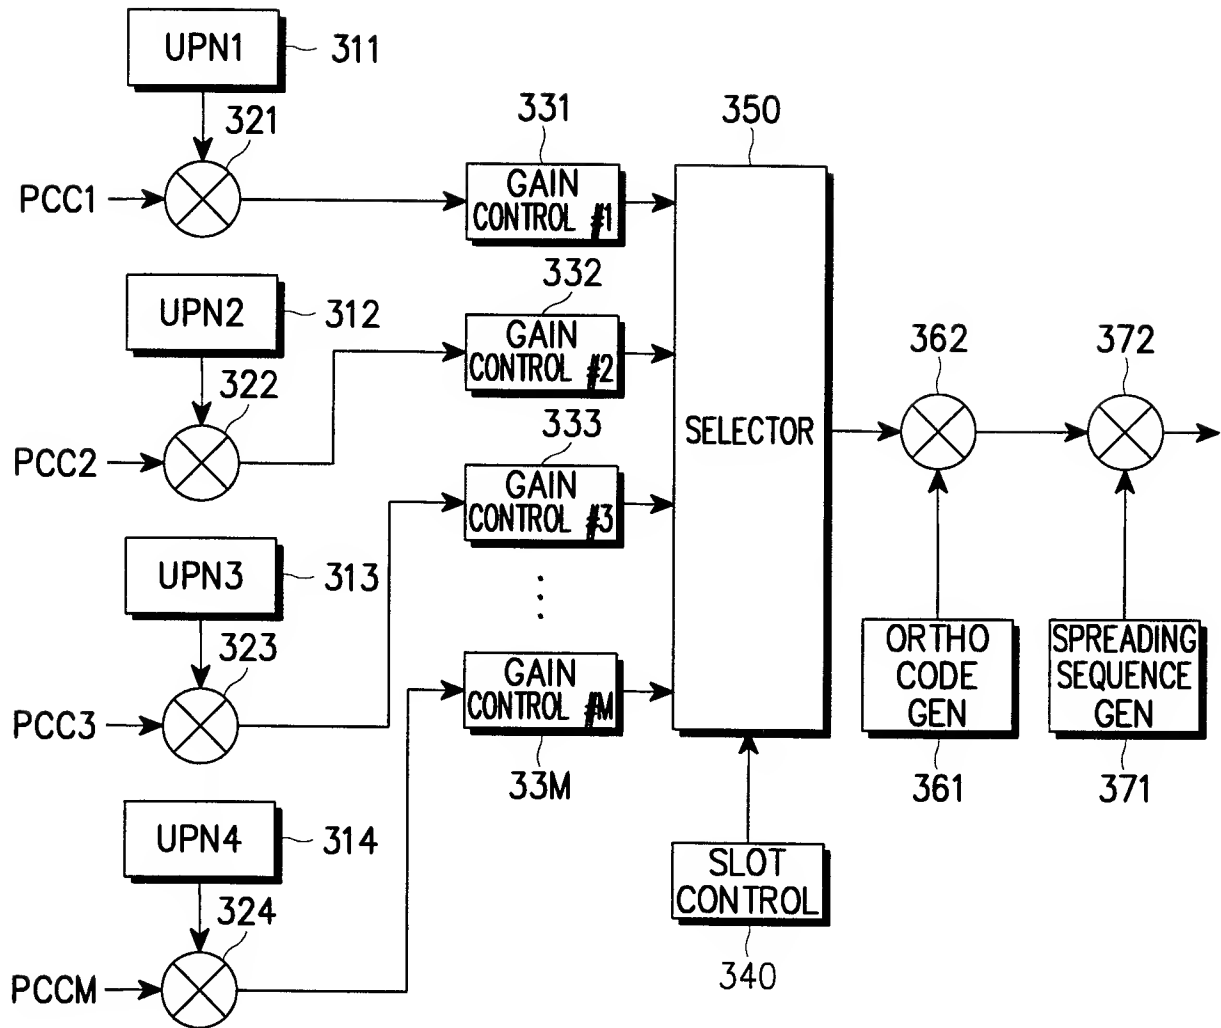 UPN1
311
321
PCC1
331
GAIN
CONTROL #1
350
SELECTOR
UPN2
312
322
PCC2
332
GAIN
CONTROL #2
333
GAIN
CONTROL #3
362
372
UPN3
313
323
PCC3
GAIN
CONTROL #M
33M
ORTHO
CODE
GEN
361
SPREADING
SEQUENCE
GEN
371
UPN4
314
324
PCCM
SLOT
CONTROL
340